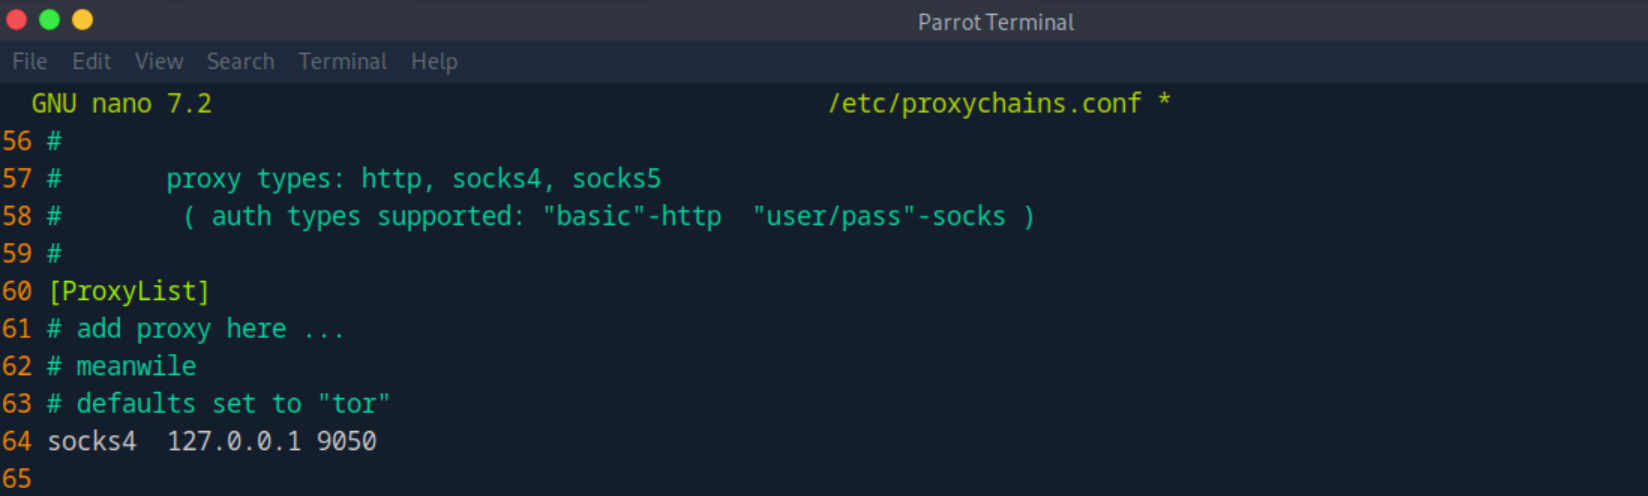 Parrot Terminal
File Edit View Search Terminal Help
GNU nano 7.2 /etc/proxychains.conf *
56 #
57 #       proxy types: http, socks4, socks5
58 #        ( auth types supported: "basic"-http  "user/pass"-socks )
59 #
60 [ProxyList]
61 # add proxy here ...
62 # meanwile
63 # defaults set to "tor"
64 socks4  127.0.0.1 9050
65